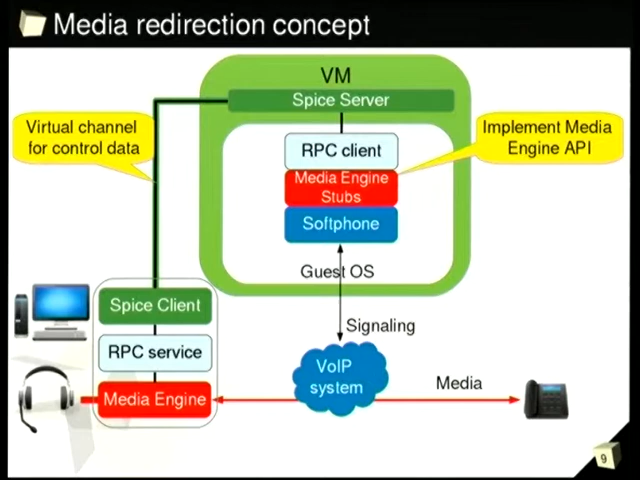 Media redirection concept
VM
Spice Server
Virtual channel
for control data
Implement Media
Engine API
RPC client
Media Engine
Stubs
Softphone
Guest OS
Spice Client
Signaling
RPC service
VoIP
system
Media
Media Engine
9